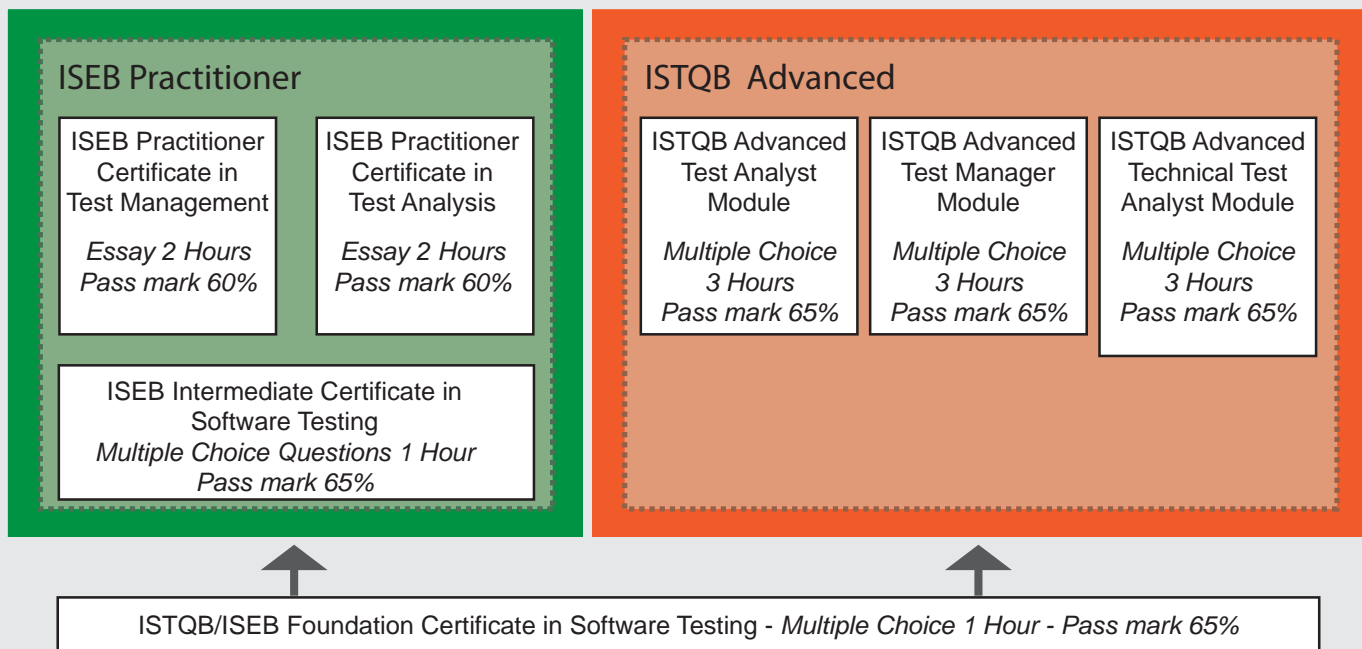 ISEB Practitioner
ISEB Practitioner
Certificate in
Test Management
Essay 2 Hours
Pass mark 60%
ISEB Practitioner
Certificate in
Test Analysis
Essay 2 Hours
Pass mark 60%
ISEB Intermediate Certificate in
Software Testing
Multiple Choice Questions 1 Hour
Pass mark 65%
ISTQB Advanced
ISTQB Advanced
Test Analyst
Module
Multiple Choice
3 Hours
Pass mark 65%
ISTQB Advanced
Test Manager
Module
Multiple Choice
3 Hours
Pass mark 65%
ISTQB Advanced
Technical Test
Analyst Module
Multiple Choice
3 Hours
Pass mark 65%
ISTQB/ISEB Foundation Certificate in Software Testing - Multiple Choice 1 Hour - Pass mark 65%